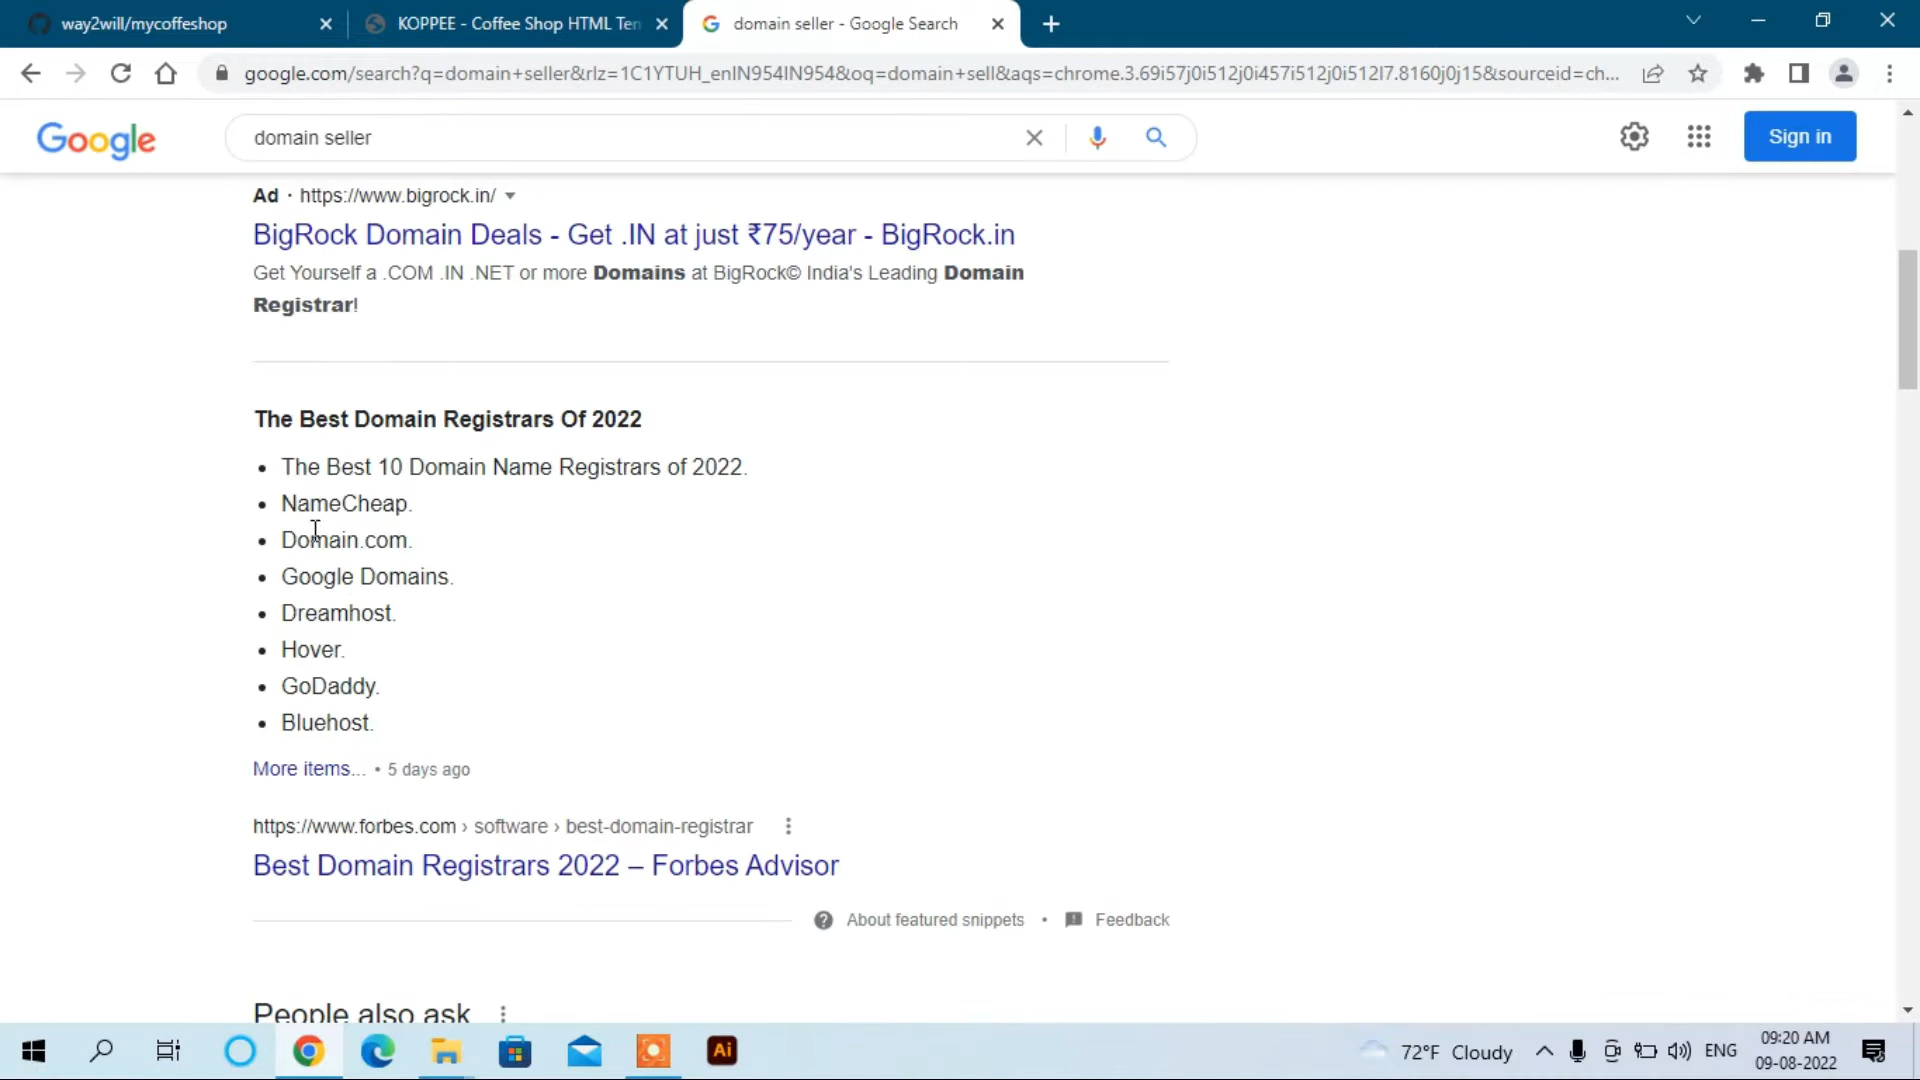 way2will/mycoffeshop
KOPPEE - Coffee Shop HTML Ten
domain seller - Google Search
google.com/search?q=domain+seller&rlz=1C1YTUH_enIN954IN954&oq=domain+sell&aqs=chrome.3.69i57j0i512j0i457i512j0i512l7.8160j0j15&sourceid=ch...
Google
domain seller
Sign in
Ad · https://www.bigrock.in/
BigRock Domain Deals - Get .IN at just ₹75/year - BigRock.in
Get Yourself a .COM .IN .NET or more Domains at BigRock© India's Leading Domain
Registrar!
The Best Domain Registrars Of 2022
• The Best 10 Domain Name Registrars of 2022.
• NameCheap.
• Domain.com.
• Google Domains.
• Dreamhost.
• Hover.
• GoDaddy.
• Bluehost.
More items... • 5 days ago
https://www.forbes.com › software › best-domain-registrar
Best Domain Registrars 2022 – Forbes Advisor
About featured snippets • Feedback
People also ask
Ai
72°F Cloudy
ENG
09:20 AM
09-08-2022